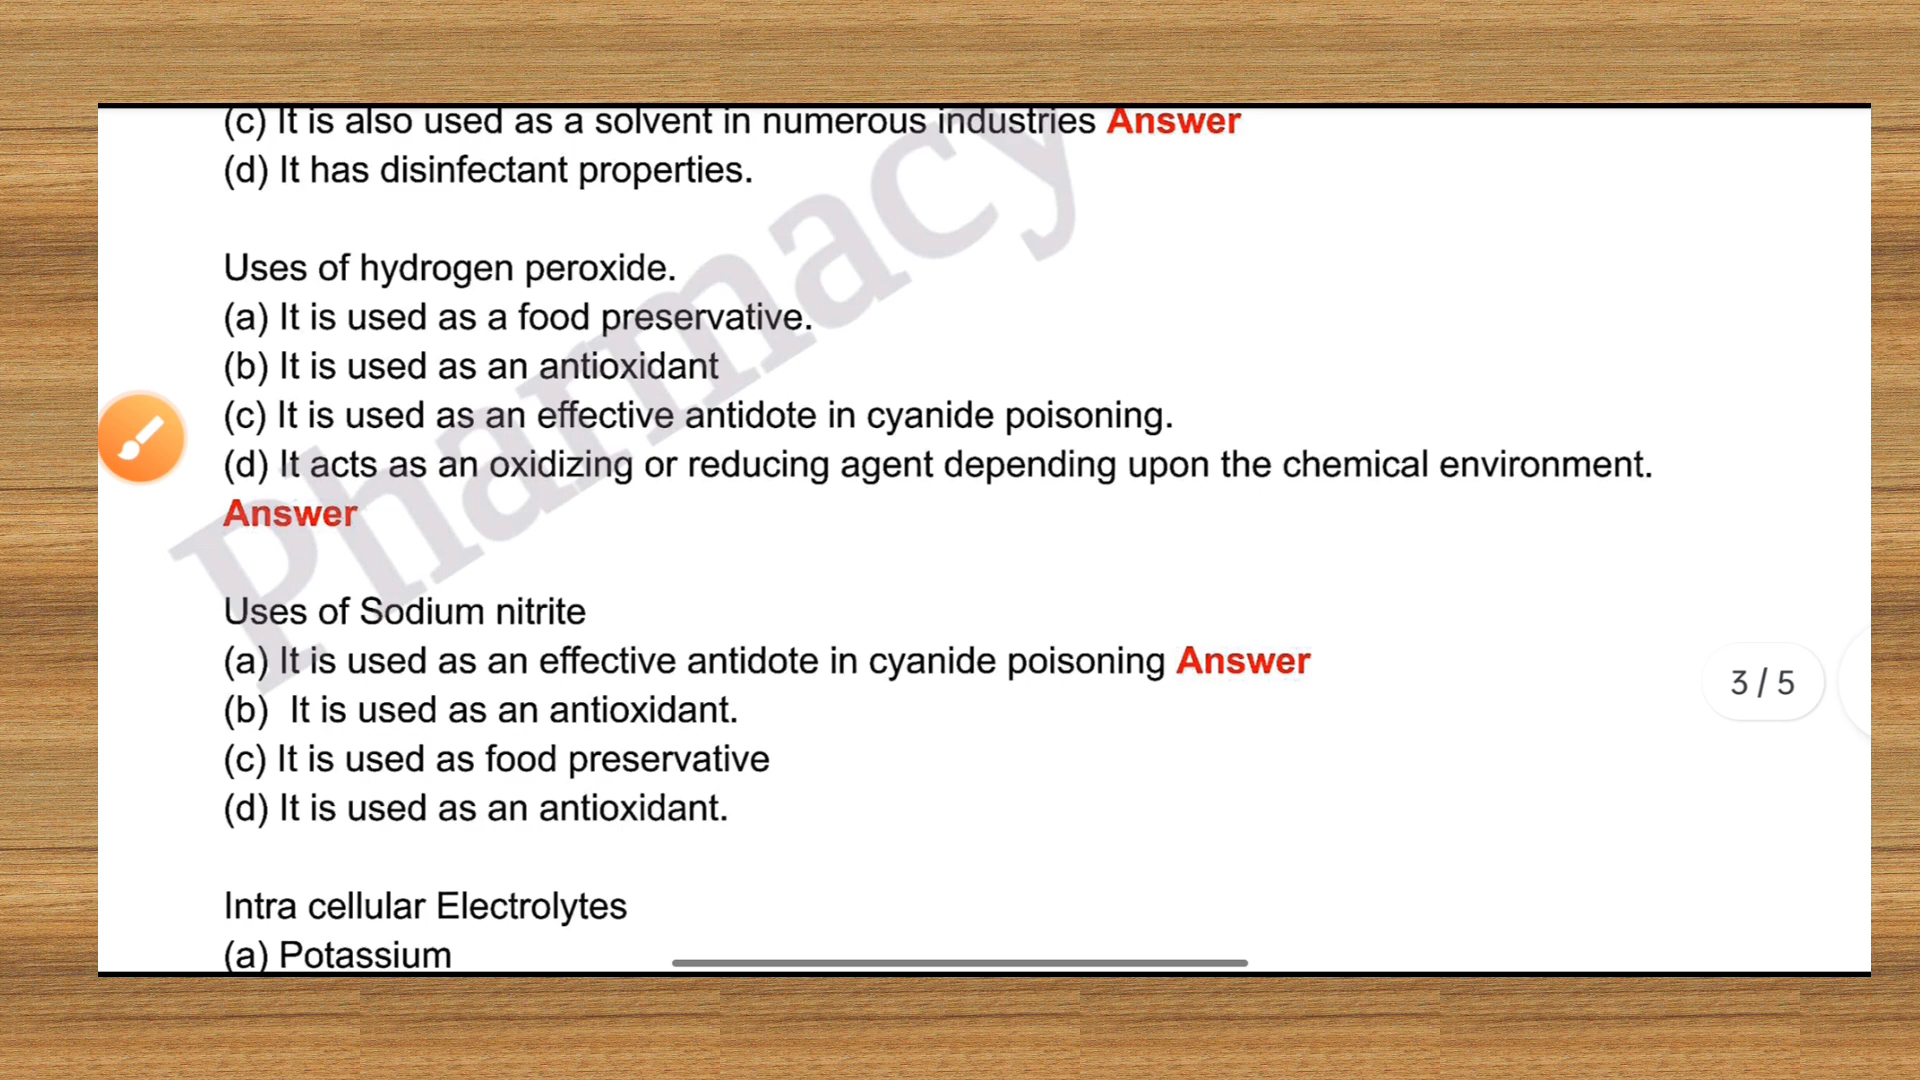 (c) It is also used as a solvent in numerous industries Answer
(d) It has disinfectant properties.
Uses of hydrogen peroxide.
(a) It is used as a food preservative.
(b) It is used as an antioxidant
(c) It is used as an effective antidote in cyanide poisoning.
(d) It acts as an oxidizing or reducing agent depending upon the chemical environment.
Answer
Uses of Sodium nitrite
(a) It is used as an effective antidote in cyanide poisoning Answer
(b)  It is used as an antioxidant.
(c) It is used as food preservative
(d) It is used as an antioxidant.
Intra cellular Electrolytes
(a) Potassium
Pharmacy
3 / 5